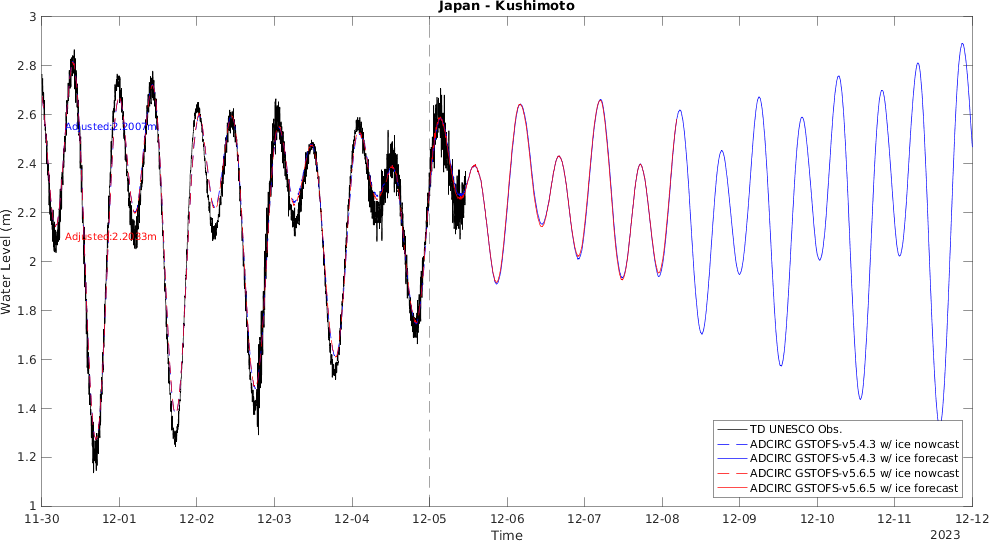 Japan - Kushimoto
3
2.8
2.6
2.4
2.2
2
1.8
1.6
1.4
1.2
1
Water Level (m)
Adjusted:2.2007m
Adjusted:2.2033m
TD UNESCO Obs.
ADCIRC GSTOFS-v5.4.3 w/ ice nowcast
ADCIRC GSTOFS-v5.4.3 w/ ice forecast
ADCIRC GSTOFS-v5.6.5 w/ ice nowcast
ADCIRC GSTOFS-v5.6.5 w/ ice forecast
11-30 12-01 12-02 12-03 12-04 12-05 12-06 12-07 12-08 12-09 12-10 12-11 12-12
Time
2023